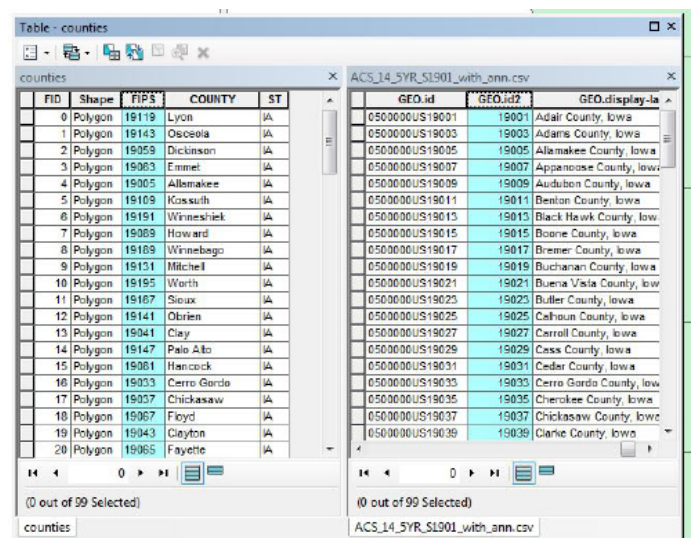 Table - counties
counties
FID Shape FIPS COUNTY ST
0 Polygon 19119 Lyon IA
1 Polygon 19143 Osceola IA
2 Polygon 19059 Dickinson IA
3 Polygon 19063 Emmet IA
4 Polygon 19005 Allamakee IA
5 Polygon 19109 Kossuth IA
6 Polygon 19191 Winneshiek IA
7 Polygon 19089 Howard IA
8 Polygon 19189 Winnebago IA
9 Polygon 19131 Mitchell IA
10 Polygon 19195 Worth IA
11 Polygon 19167 Sioux IA
12 Polygon 19141 Obrien IA
13 Polygon 19041 Clay IA
14 Polygon 19147 Palo Alto IA
15 Polygon 19081 Hancock IA
16 Polygon 19033 Cerro Gordo IA
17 Polygon 19037 Chickasaw IA
18 Polygon 19067 Floyd IA
19 Polygon 19043 Clayton IA
20 Polygon 19065 Fayette IA
0
(0 out of 99 Selected)
counties
ACS_14_5YR_S1901_with_ann.csv
GEO.id GEO.id2 GEO.display-la
0500000US19001 19001 Adair County, Iowa
0500000US19003 19003 Adams County, Iowa
0500000US19005 19005 Allamakee County, Iowa
0500000US19007 19007 Appanoose County, Iowa
0500000US19009 19009 Audubon County, Iowa
0500000US19011 19011 Benton County, Iowa
0500000US19013 19013 Black Hawk County, Iow
0500000US19015 19015 Boone County, Iowa
0500000US19017 19017 Bremer County, Iowa
0500000US19019 19019 Buchanan County, Iowa
0500000US19021 19021 Buena Vista County, Iow
0500000US19023 19023 Butler County, Iowa
0500000US19025 19025 Calhoun County, Iowa
0500000US19027 19027 Carroll County, Iowa
0500000US19029 19029 Cass County, Iowa
0500000US19031 19031 Cedar County, Iowa
0500000US19033 19033 Cerro Gordo County, Iow
0500000US19035 19035 Cherokee County, Iowa
0500000US19037 19037 Chickasaw County, Iowa
0500000US19039 19039 Clarke County, Iowa
0
(0 out of 99 Selected)
ACS_14_5YR_S1901_with_ann.csv